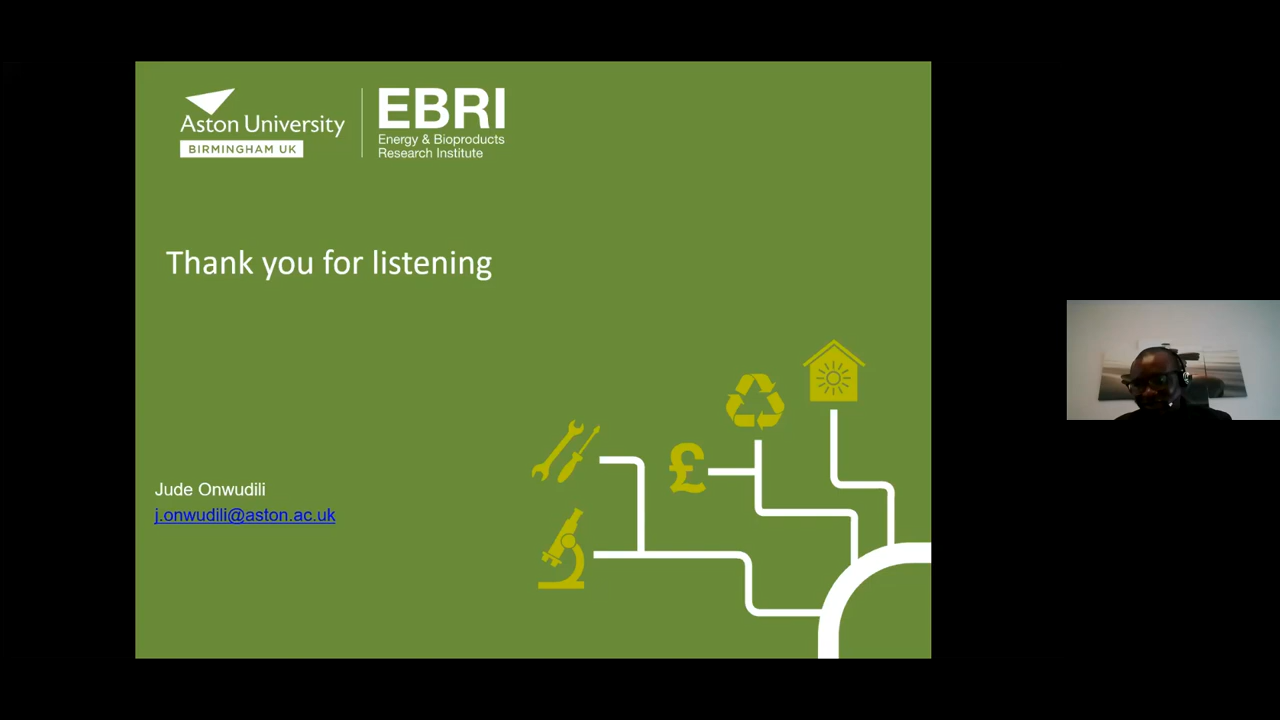 Aston University
BIRMINGHAM UK
EBRI
Energy & Bioproducts
Research Institute
Thank you for listening
£
Jude Onwudili
j.onwudili@aston.ac.uk